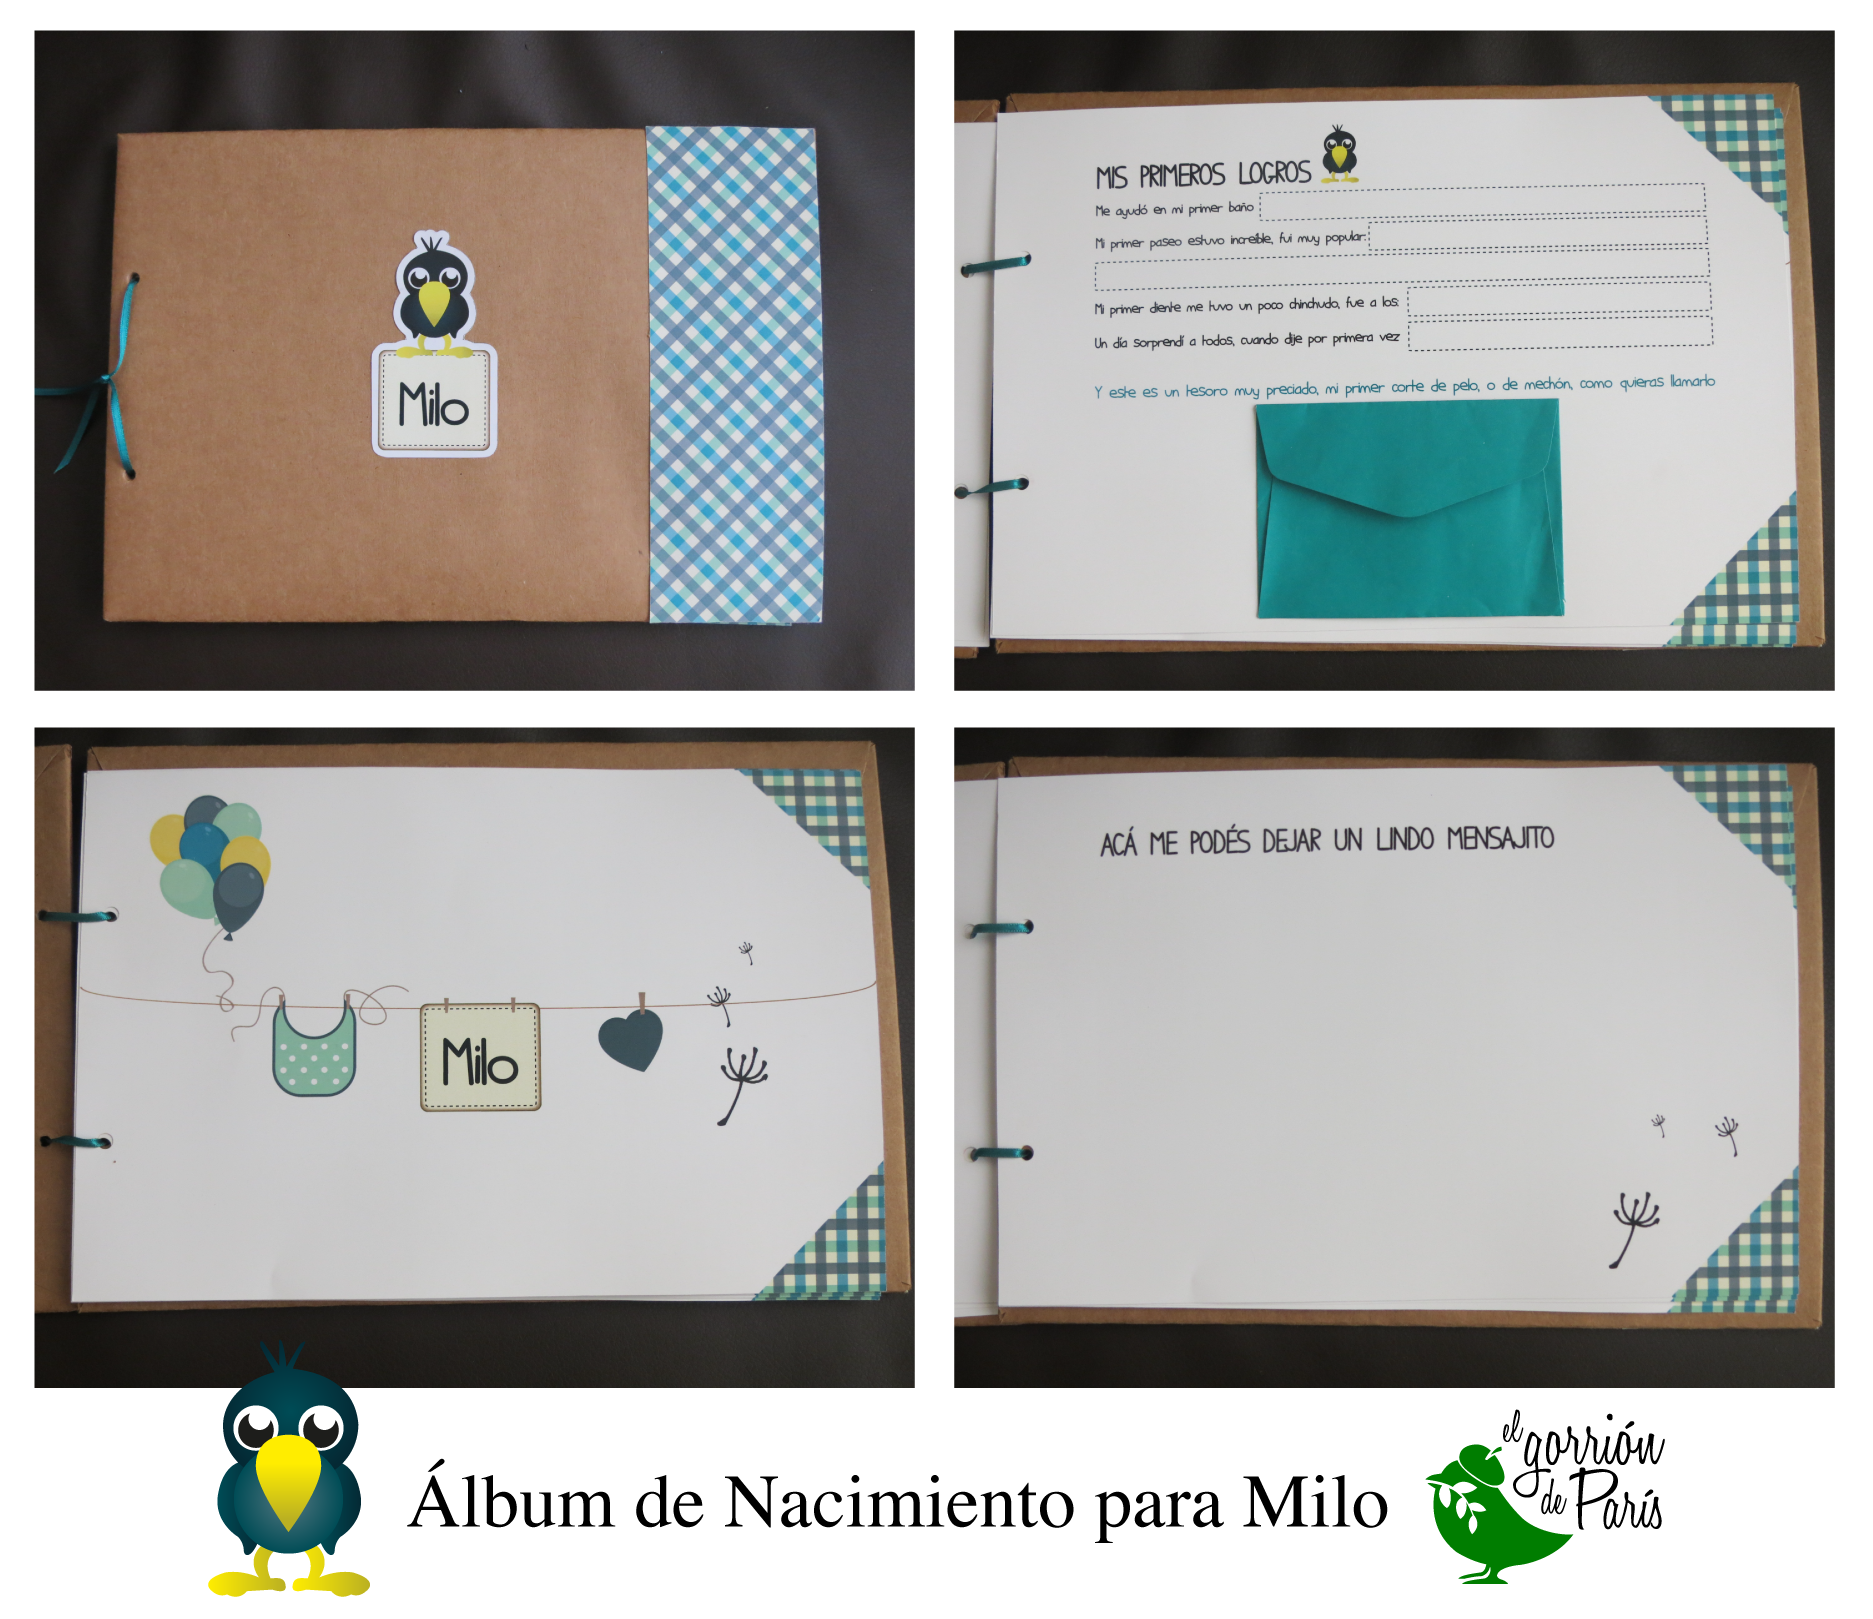 Milo
MIS PRIMEROS LOGROS
Me ayudó en mi primer baño
Mi primer paseo estuvo increíble, fui muy popular:
Mi primer diente me tuvo un poco chinchudo, fue a los:
Un día sorprendí a todos, cuando dije por primera vez
Y este es un tesoro muy preciado, mi primer corte de pelo, o de mechón, como quieras llamarlo
Milo
ACÁ ME PODÉS DEJAR UN LINDO MENSAJITO
Álbum de Nacimiento para Milo
el gorrión
de París